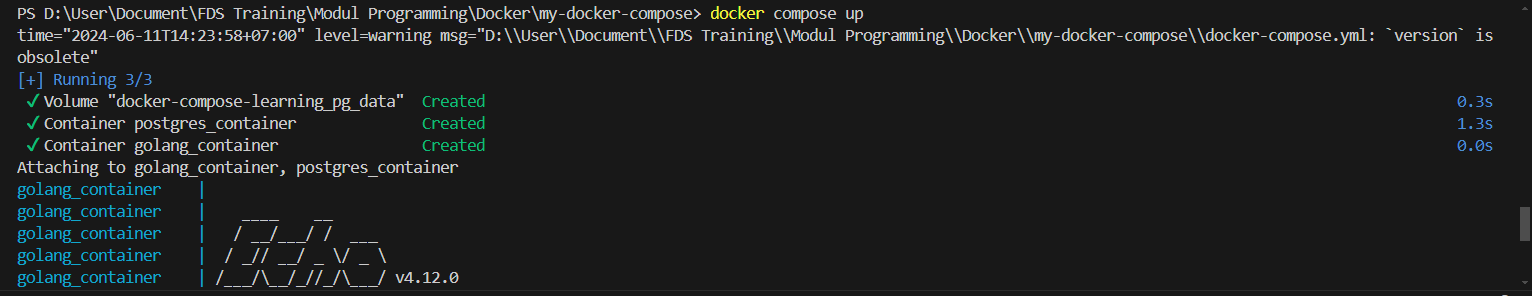 PS D:\User\Document\FDS Training\Modul Programming\Docker\my-docker-compose> docker compose up
time="2024-06-11T14:23:58+07:00" level=warning msg="D:\\User\\Document\\FDS Training\\Modul Programming\\Docker\\my-docker-compose\\docker-compose.yml: `version` is
obsolete"
[+] Running 3/3
✔ Volume "docker-compose-learning_pg_data"  Created 0.3s
✔ Container postgres_container Created 1.3s
✔ Container golang_container Created 0.0s
Attaching to golang_container, postgres_container
golang_container    |
golang_container    |    ____    __
golang_container    |   / __/___/ /  ___
golang_container    |  / _// __/ _ \/ _ \
golang_container    | /___/\__/_//_/\___/ v4.12.0